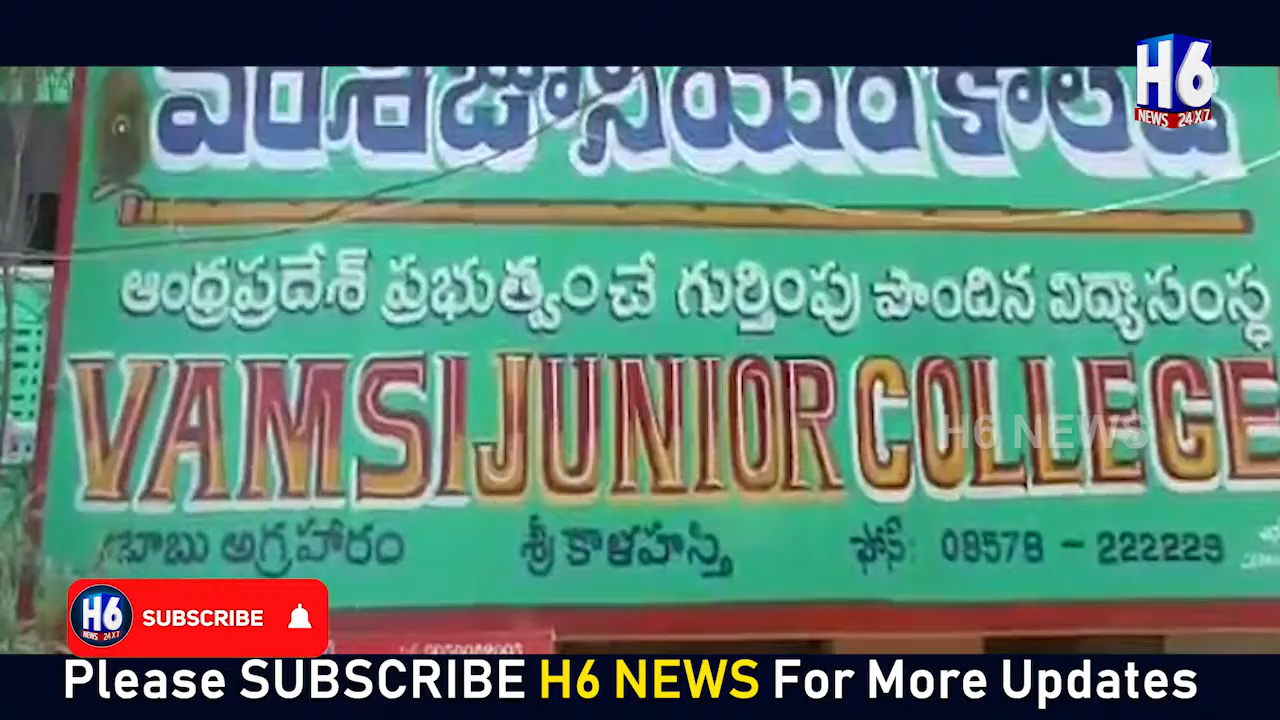 H6
NEWS 24X7
వంశీజూనియర్ కాలేజి
ఆంధ్రప్రదేశ్ ప్రభుత్వం చే గుర్తింపు పొందిన విద్యాసంస్థ
VAMSI JUNIOR COLLEGE
H6 NEWS
బాబు అగ్రహారం శ్రీ కాళహస్తి ఫోన్: 08578 - 222229
H6
NEWS 24X7
SUBSCRIBE
Please SUBSCRIBE H6 NEWS For More Updates